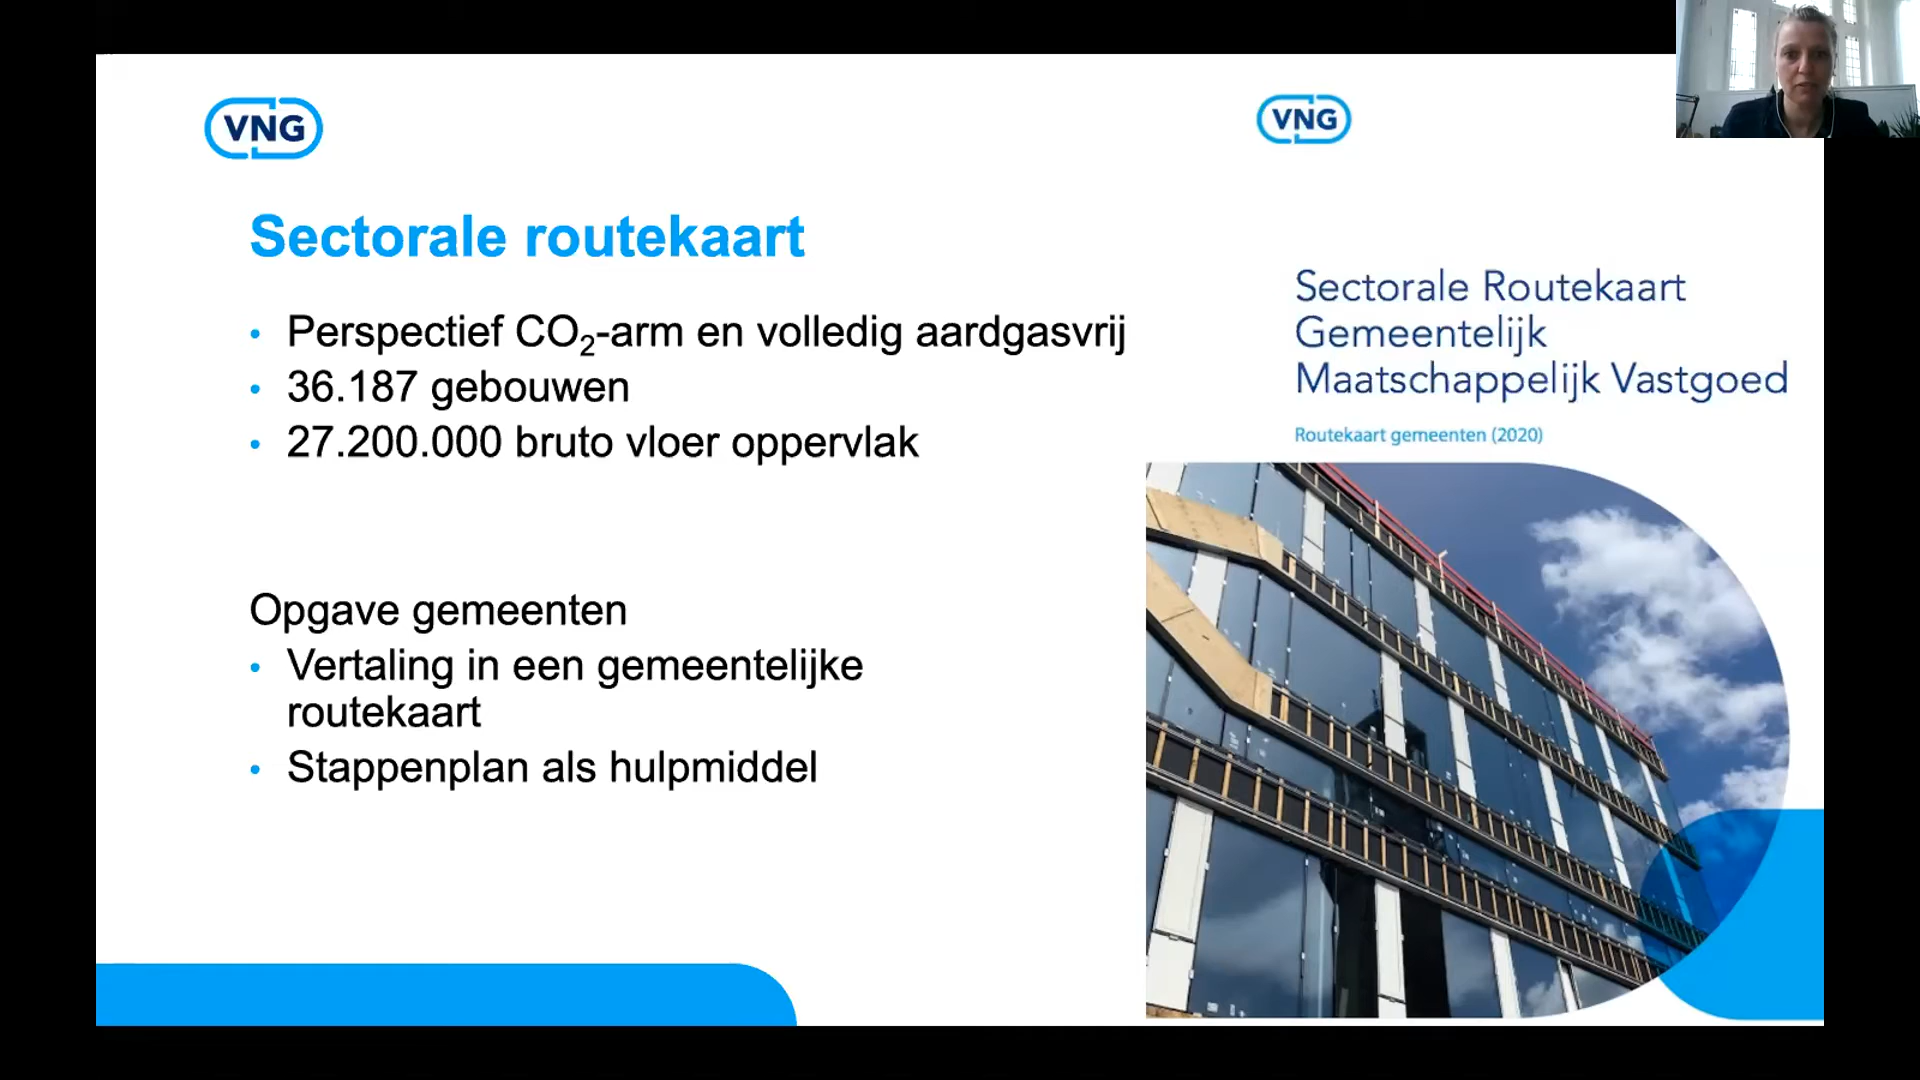 VNG
Sectorale routekaart
• Perspectief CO₂-arm en volledig aardgasvrij
• 36.187 gebouwen
• 27.200.000 bruto vloer oppervlak
Opgave gemeenten
• Vertaling in een gemeentelijke
routekaart
• Stappenplan als hulpmiddel
VNG
Sectorale Routekaart
Gemeentelijk
Maatschappelijk Vastgoed
Routekaart gemeenten (2020)